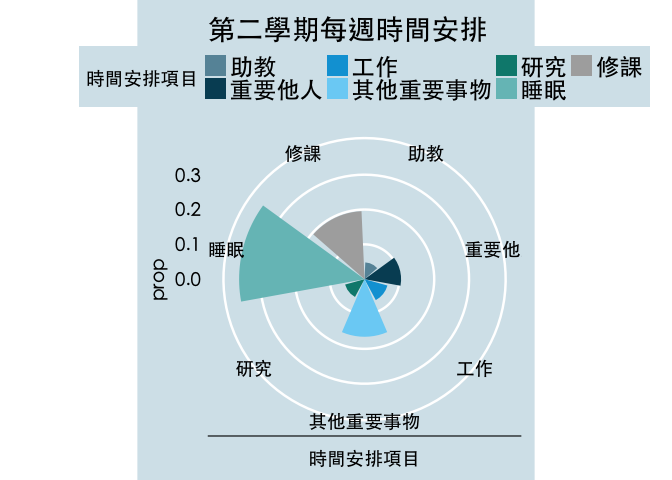 第二學期每週時間安排
時間安排項目
助教 工作 研究 修課
重要他人 其他重要事物 睡眠
修課 助教
0.3
0.2
0.1
0.0
prop
睡眠 重要他
研究 工作
其他重要事物
時間安排項目